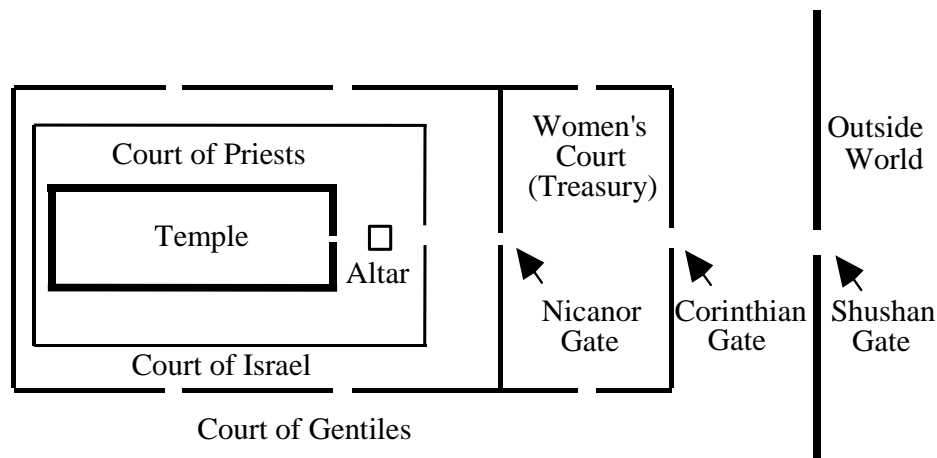 Court of Priests
Temple
Altar
Court of Israel
Court of Gentiles
Women's
Court
(Treasury)
Nicanor
Gate
Corinthian
Gate
Outside
World
Shushan
Gate